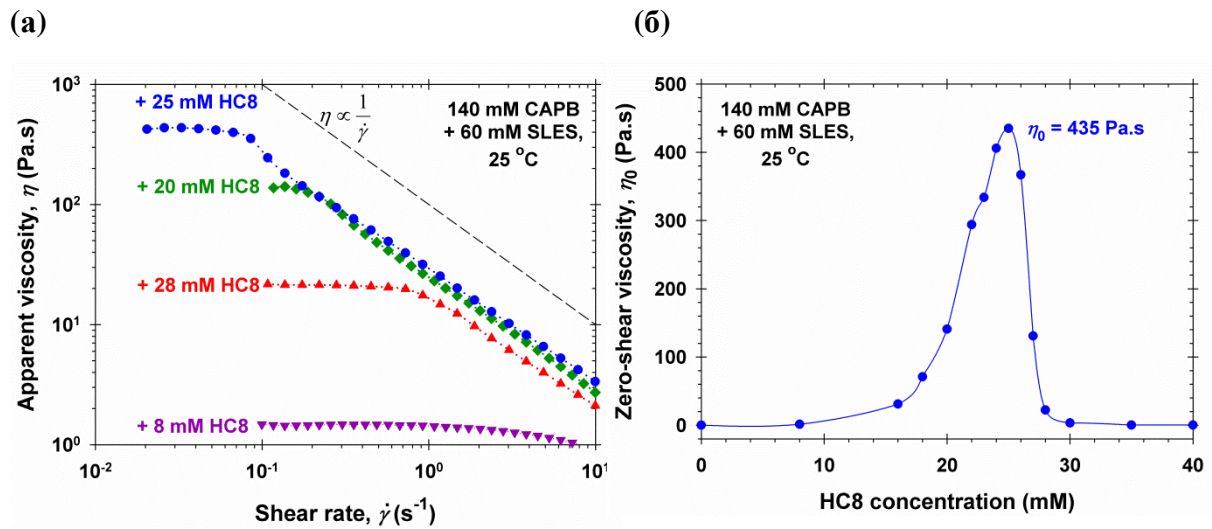 (а)
(б)
10³
10²
10¹
10⁰
10⁻²
10⁻¹
10⁰
10¹
Apparent viscosity, η (Pa.s)
Shear rate, γ̇ (s⁻¹)
+ 25 mM HC8
+ 20 mM HC8
+ 28 mM HC8
+ 8 mM HC8
η ∝ 1/γ̇
140 mM CAPB
+ 60 mM SLES,
25 °C
500
400
300
200
100
0
0
10
20
30
40
Zero-shear viscosity, η₀ (Pa.s)
HC8 concentration (mM)
140 mM CAPB
+ 60 mM SLES,
25 °C
η₀ = 435 Pa.s